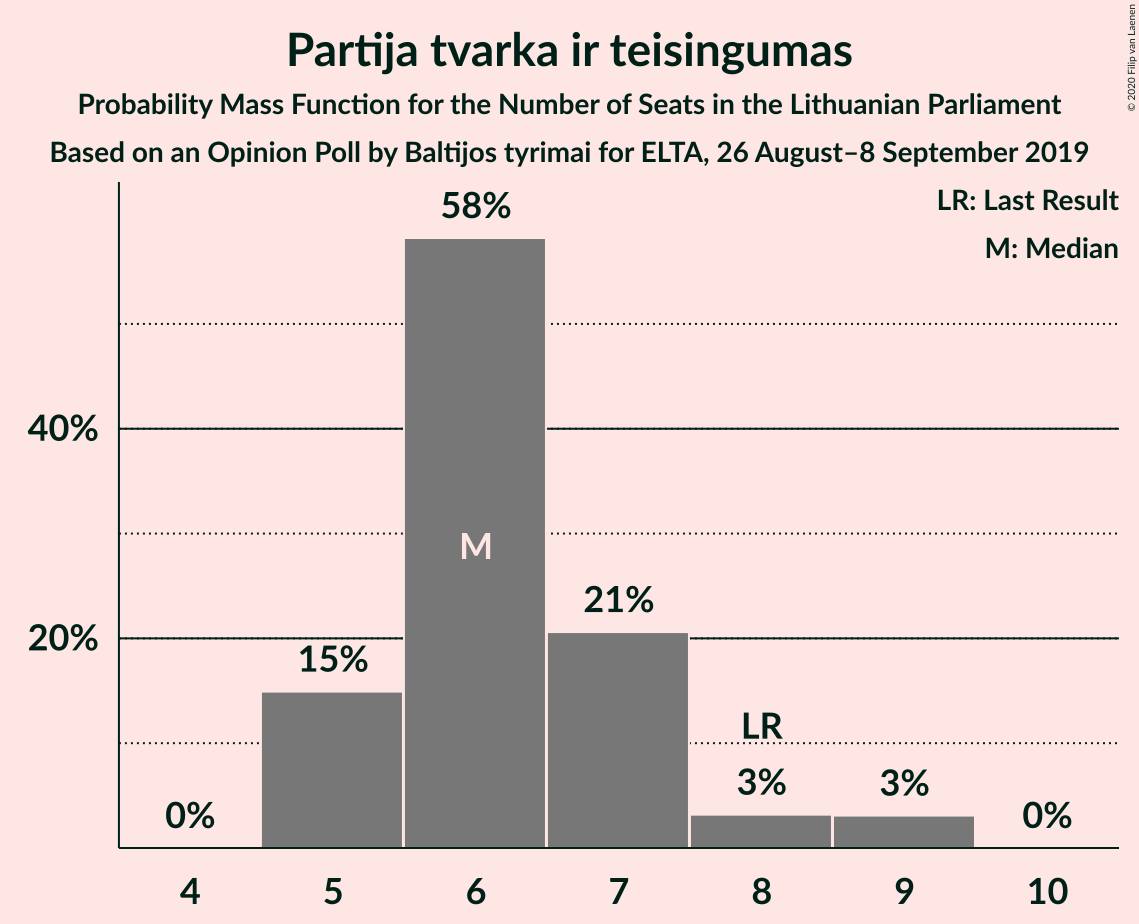 Partija tvarka ir teisingumas
Probability Mass Function for the Number of Seats in the Lithuanian Parliament
Based on an Opinion Poll by Baltijos tyrimai for ELTA, 26 August–8 September 2019
© 2020 Filip van Laenen
LR: Last Result
M: Median
58%
40%
M
21%
20%
15%
LR
3%
3%
0%
0%
4 5 6 7 8 9 10